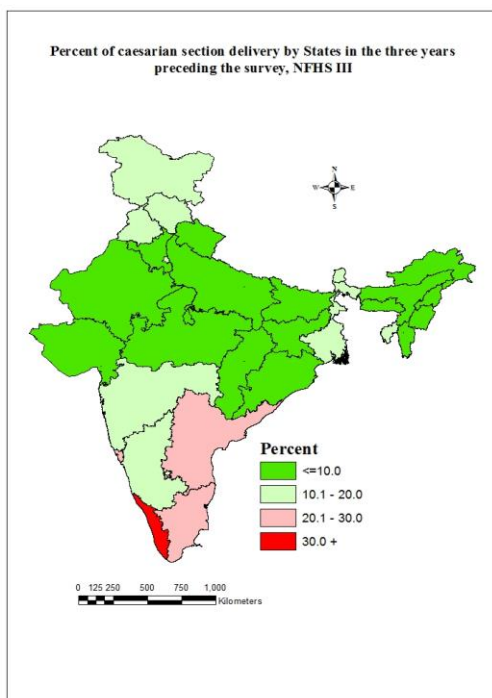 Percent of caesarian section delivery by States in the three years
preceding the survey, NFHS III
N
W E
S
Percent
<=10.0
10.1 - 20.0
20.1 - 30.0
30.0 +
0 125 250 500 750 1,000
Kilometers